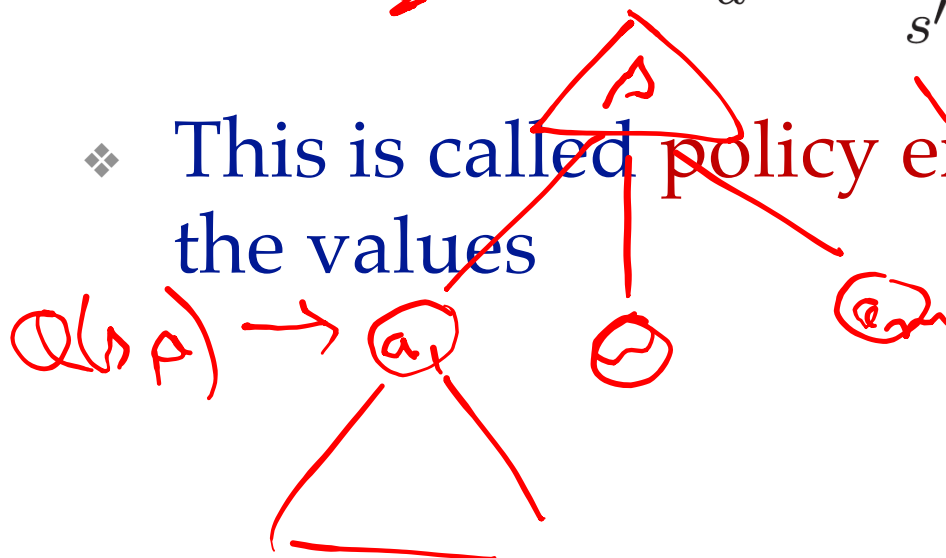 s′
s
This is called policy
the values
Q(s
a₁